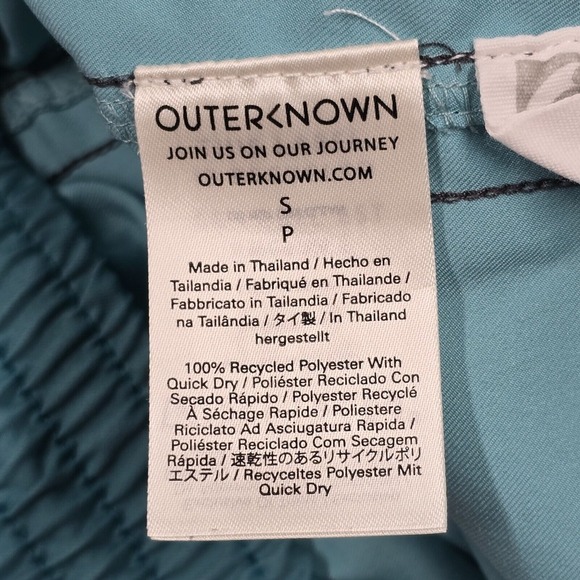 OUTERKNOWN
JOIN US ON OUR JOURNEY
OUTERKNOWN.COM
S
P
Made in Thailand / Hecho en
Tailandia / Fabriqué en Thailande /
Fabbricato in Tailandia / Fabricado
na Tailândia / タイ製 / In Thailand
hergestellt
100% Recycled Polyester With
Quick Dry / Poliéster Reciclado Con
Secado Rápido / Polyester Recyclé
À Séchage Rapide / Poliestere
Riciclato Ad Asciugatura Rapida /
Poliéster Reciclado Com Secagem
Rápida / 速乾性のあるリサイクルポリ
エステル / Recyceltes Polyester Mit
Quick Dry